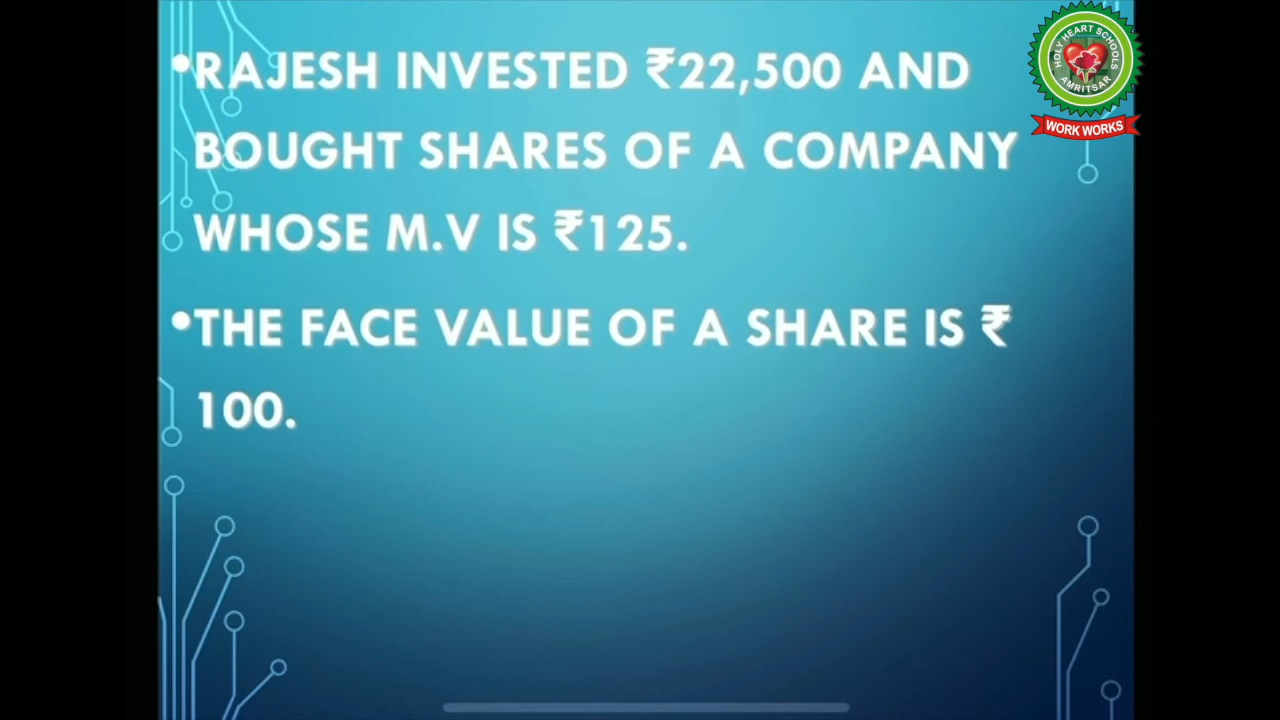 •RAJESH INVESTED ₹22,500 AND
BOUGHT SHARES OF A COMPANY
WHOSE M.V IS ₹125.
•THE FACE VALUE OF A SHARE IS ₹
100.
HOLY HEART SCHOOLS
AMRITSAR
WORK WORKS